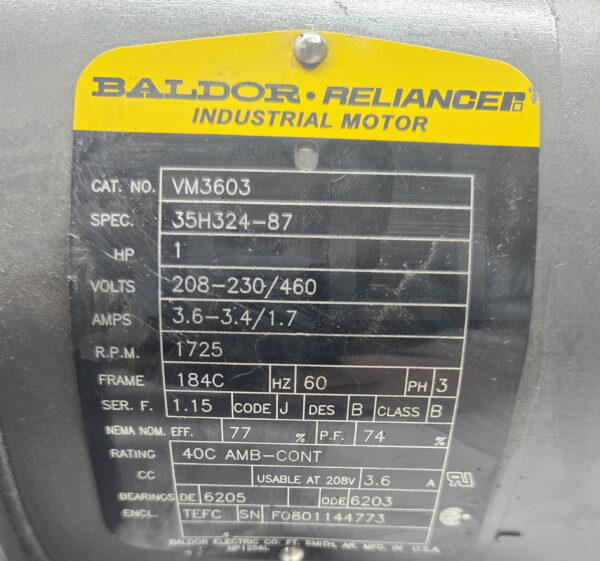 BALDOR • RELIANCE
INDUSTRIAL MOTOR
CAT. NO. VM3603
SPEC. 35H324-87
HP 1
VOLTS 208-230/460
AMPS 3.6-3.4/1.7
R.P.M. 1725
FRAME 184C HZ 60 PH 3
SER. F. 1.15 CODE J DES B CLASS B
NEMA NOM. EFF. 77 % P.F. 74 %
RATING 40C AMB-CONT
CC USABLE AT 208V 3.6 A
BEARINGS DE 6205 ODE 6203
ENCL. TEFC SN F0801144773
BALDOR ELECTRIC CO. FT. SMITH, AR. MFG. IN U.S.A.
NP1256L